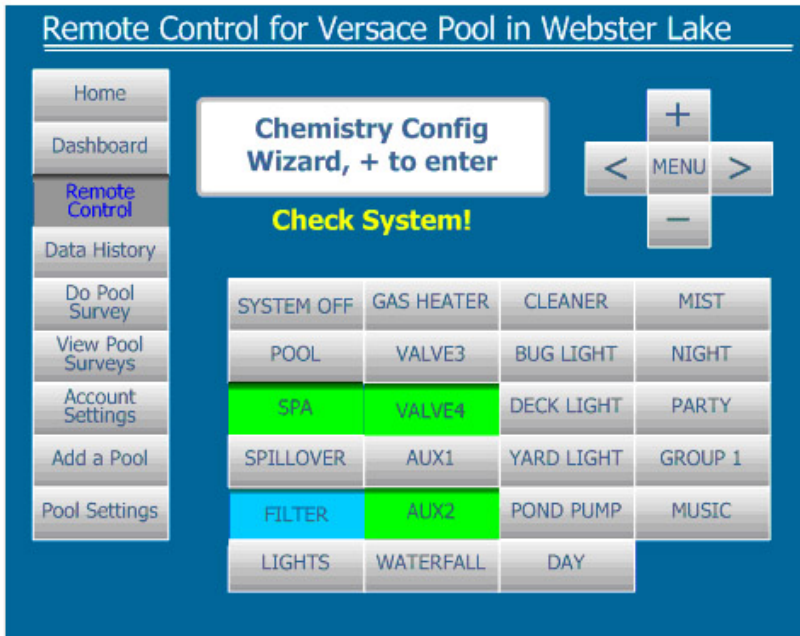 Remote Control for Versace Pool in Webster Lake
Home
Dashboard
Remote
Control
Data History
Do Pool
Survey
View Pool
Surveys
Account
Settings
Add a Pool
Pool Settings
Chemistry Config
Wizard, + to enter
Check System!
+
< MENU >
−
SYSTEM OFF GAS HEATER CLEANER MIST
POOL VALVE3 BUG LIGHT NIGHT
SPA VALVE4 DECK LIGHT PARTY
SPILLOVER AUX1 YARD LIGHT GROUP 1
FILTER AUX2 POND PUMP MUSIC
LIGHTS WATERFALL DAY